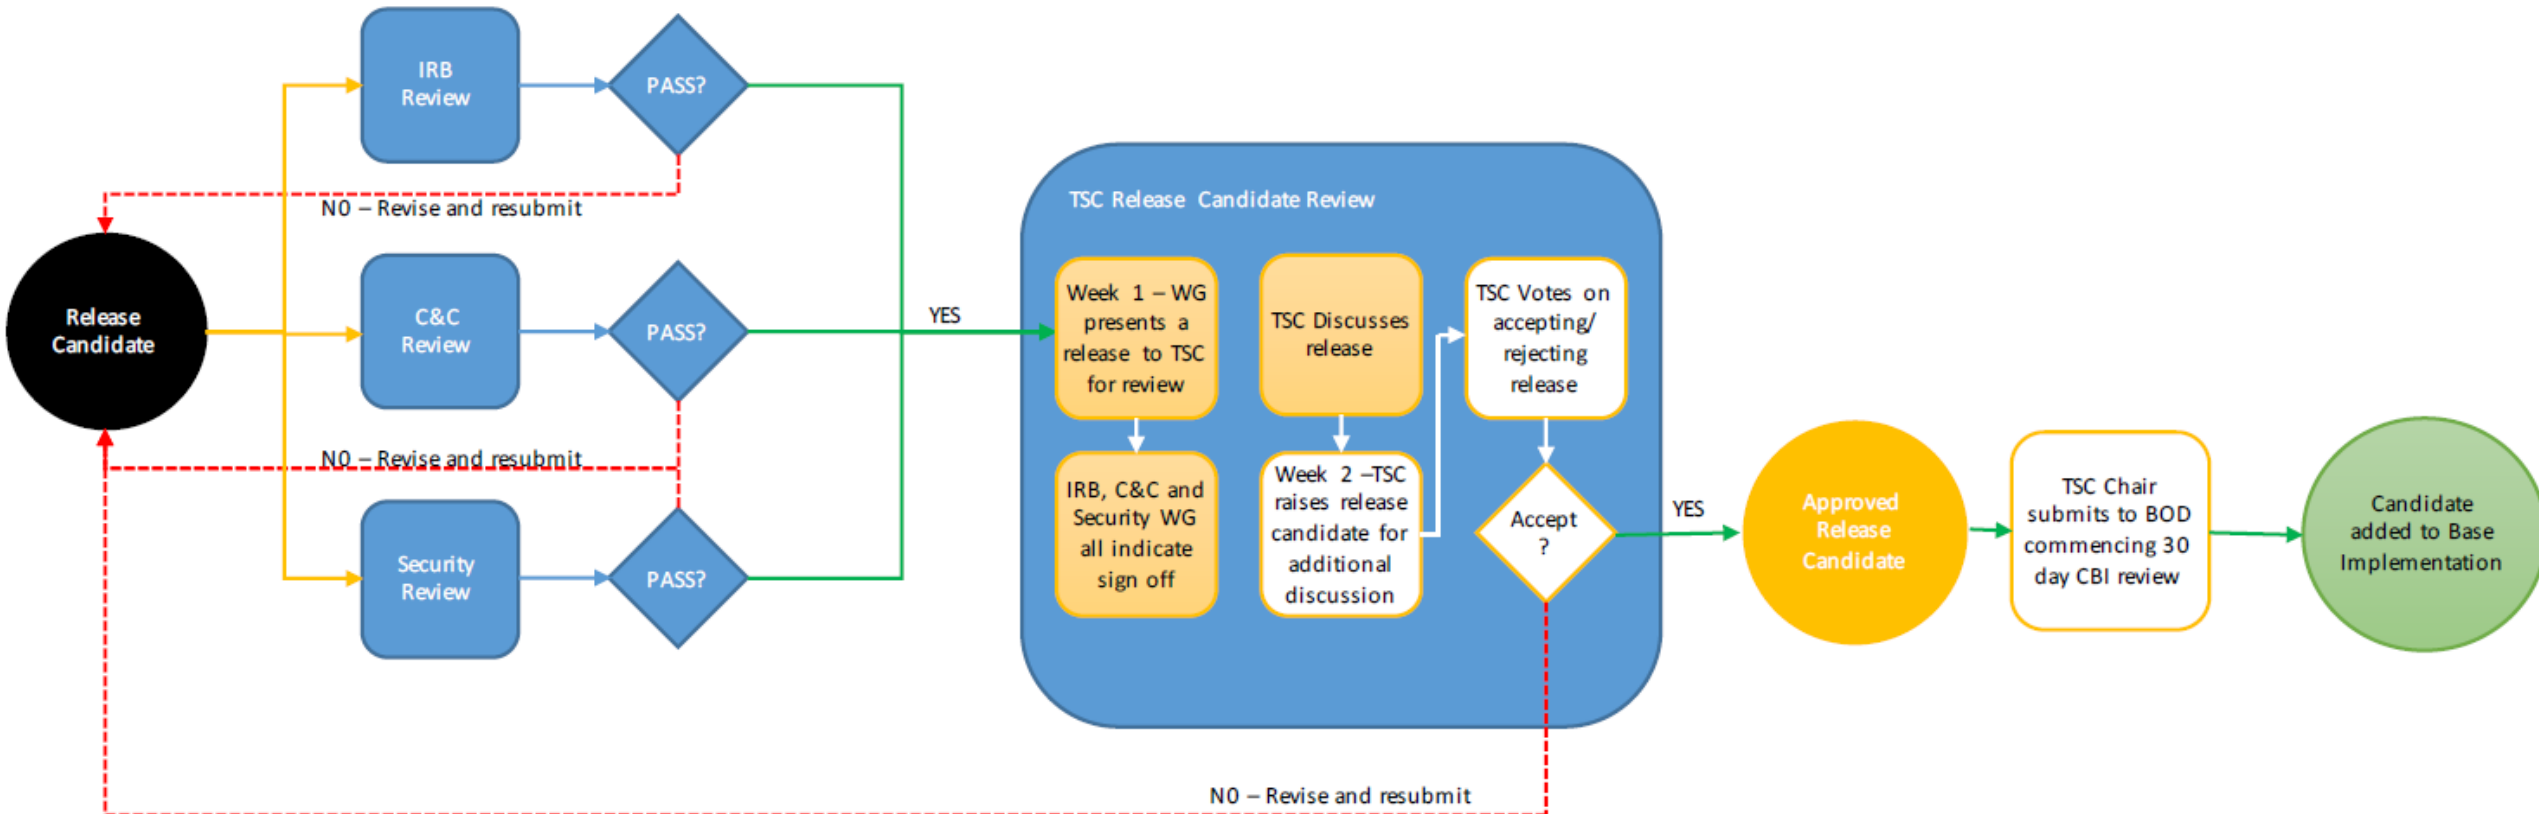 IRB
Review
PASS?
N0 – Revise and resubmit
Release
Candidate
C&C
Review
PASS?
N0 – Revise and resubmit
Security
Review
PASS?
YES
TSC Release Candidate Review
Week 1 – WG
presents a
release to TSC
for review
IRB, C&C and
Security WG
all indicate
sign off
TSC Discusses
release
Week 2 –TSC
raises release
candidate for
additional
discussion
TSC Votes on
accepting/
rejecting
release
Accept
?
YES
N0 – Revise and resubmit
Approved
Release
Candidate
TSC Chair
submits to BOD
commencing 30
day CBI review
Candidate
added to Base
Implementation